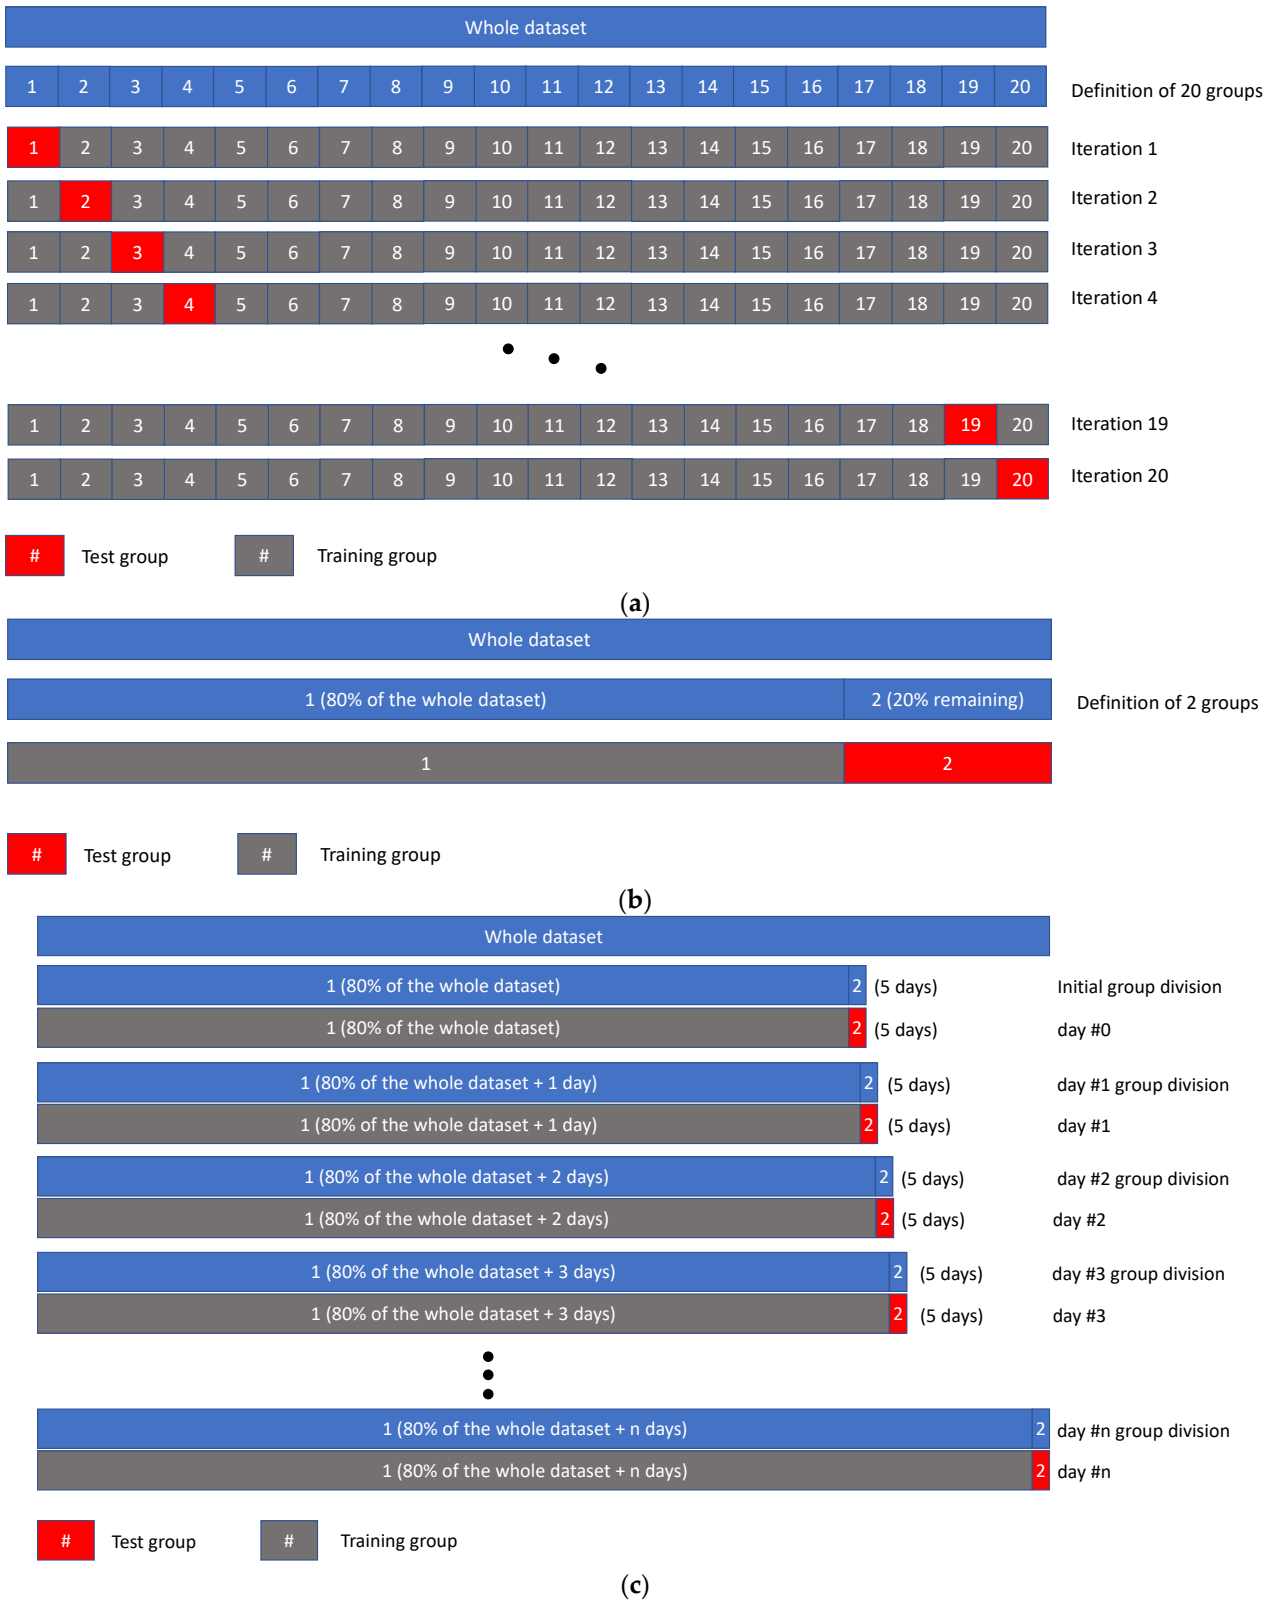 Whole dataset
1 2 3 4 5 6 7 8 9 10 11 12 13 14 15 16 17 18 19 20 Definition of 20 groups
1 2 3 4 5 6 7 8 9 10 11 12 13 14 15 16 17 18 19 20 Iteration 1
1 2 3 4 5 6 7 8 9 10 11 12 13 14 15 16 17 18 19 20 Iteration 2
1 2 3 4 5 6 7 8 9 10 11 12 13 14 15 16 17 18 19 20 Iteration 3
1 2 3 4 5 6 7 8 9 10 11 12 13 14 15 16 17 18 19 20 Iteration 4
1 2 3 4 5 6 7 8 9 10 11 12 13 14 15 16 17 18 19 20 Iteration 19
1 2 3 4 5 6 7 8 9 10 11 12 13 14 15 16 17 18 19 20 Iteration 20
# Test group # Training group
(a)
Whole dataset
1 (80% of the whole dataset) 2 (20% remaining) Definition of 2 groups
1 2
# Test group # Training group
(b)
Whole dataset
1 (80% of the whole dataset) 2 (5 days) Initial group division
1 (80% of the whole dataset) 2 (5 days) day #0
1 (80% of the whole dataset + 1 day) 2 (5 days) day #1 group division
1 (80% of the whole dataset + 1 day) 2 (5 days) day #1
1 (80% of the whole dataset + 2 days) 2 (5 days) day #2 group division
1 (80% of the whole dataset + 2 days) 2 (5 days) day #2
1 (80% of the whole dataset + 3 days) 2 (5 days) day #3 group division
1 (80% of the whole dataset + 3 days) 2 (5 days) day #3
1 (80% of the whole dataset + n days) 2 day #n group division
1 (80% of the whole dataset + n days) 2 day #n
# Test group # Training group
(c)